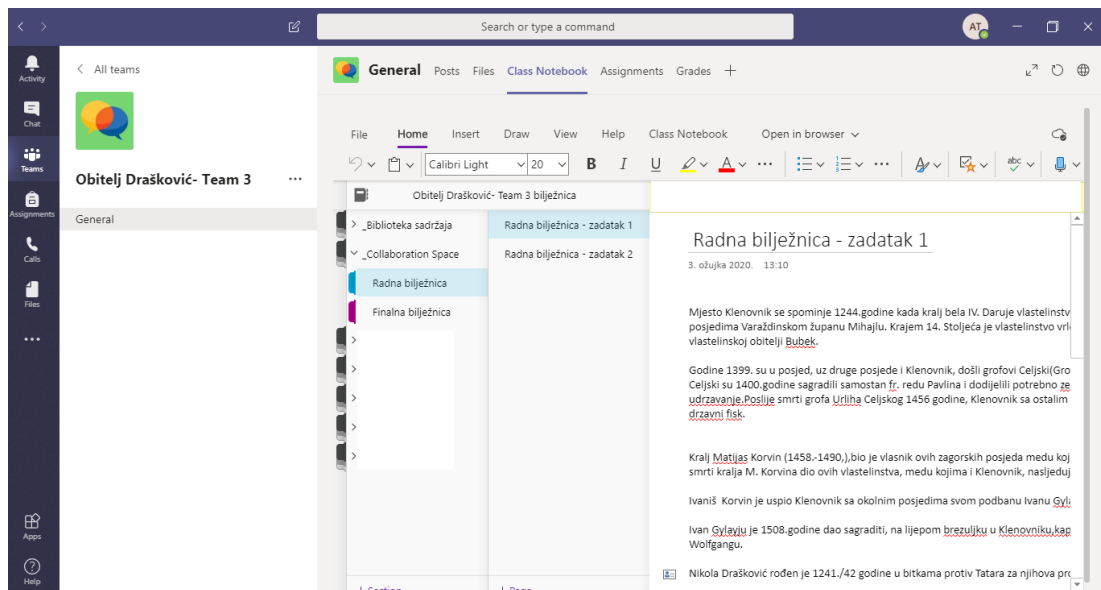 Search or type a command
AT
Activity
Chat
Teams
Assignments
Calls
Files
Apps
Help
All teams
Obitelj Drašković- Team 3
General
General Posts Files Class Notebook Assignments Grades
File Home Insert Draw View Help Class Notebook Open in browser
Calibri Light 20 B I U A abc
Obitelj Drašković- Team 3 bilježnica
_Biblioteka sadržaja
_Collaboration Space
Radna bilježnica
Finalna bilježnica
Radna bilježnica - zadatak 1
Radna bilježnica - zadatak 2
Radna bilježnica - zadatak 1
3. ožujka 2020. 13:10
Mjesto Klenovnik se spominje 1244.godine kada kralj bela IV. Daruje vlastelinstv
posjedima Varaždinskom županu Mihajlu. Krajem 14. Stoljeća je vlastelinstvo vrl
vlastelinskoj obitelji Bubek.
Godine 1399. su u posjed, uz druge posjede i Klenovnik, došli grofovi Celjski(Gro
Celjski su 1400.godine sagradili samostan fr. redu Pavlina i dodijelili potrebno ze
udrzavanje.Poslije smrti grofa Urliha Celjskog 1456 godine, Klenovnik sa ostalim
drzavni fisk.
Kralj Matijas Korvin (1458.-1490,),bio je vlasnik ovih zagorskih posjeda medu koj
smrti kralja M. Korvina dio ovih vlastelinstva, medu kojima i Klenovnik, nasljeduj
Ivaniš Korvin je uspio Klenovnik sa okolnim posjedima svom podbanu Ivanu Gyla
Ivan Gylayju je 1508.godine dao sagraditi, na lijepom brezuljku u Klenovniku,kap
Wolfgangu.
Nikola Drašković rođen je 1241./42 godine u bitkama protiv Tatara za njihova pro